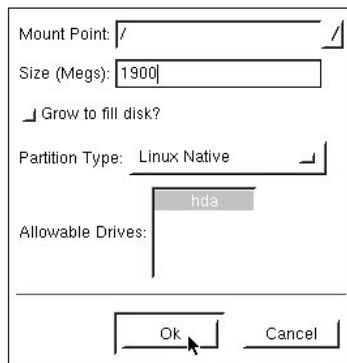 Mount Point: /
Size (Megs): 1900
Grow to fill disk?
Partition Type: Linux Native
hda
Allowable Drives:
Ok Cancel